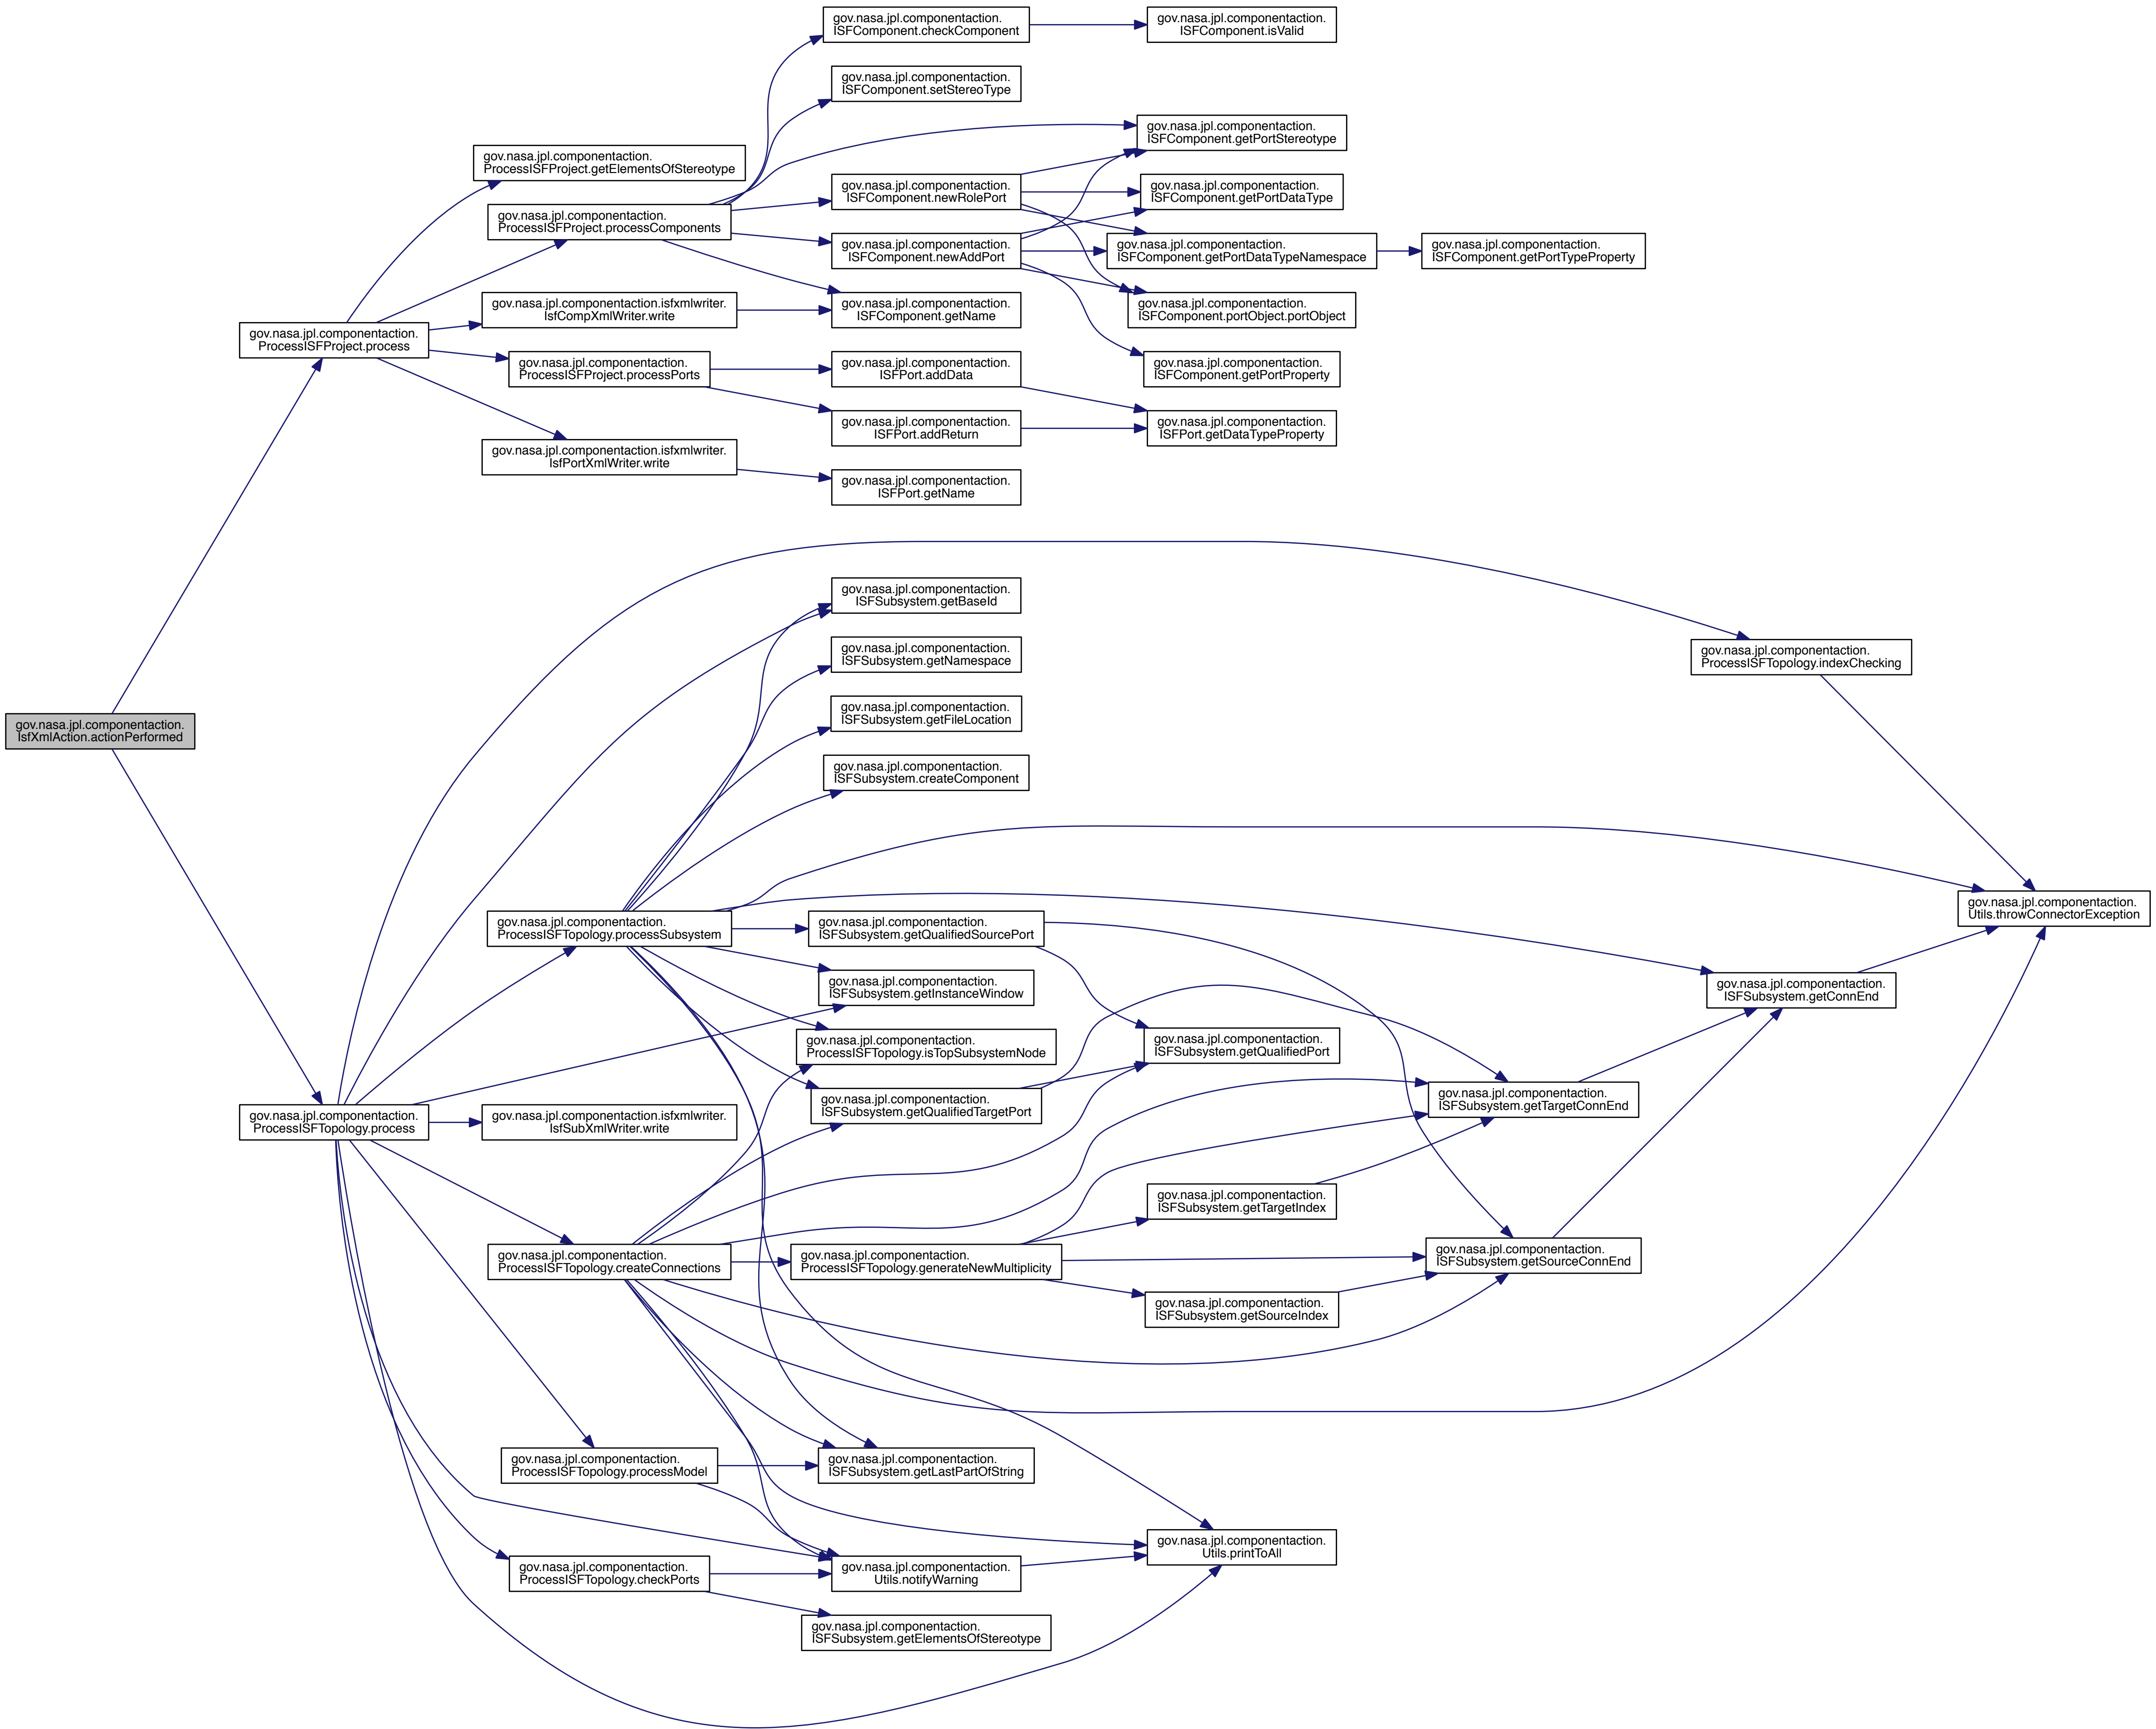 gov.nasa.jpl.componentaction.
IsfXmlAction.actionPerformed
gov.nasa.jpl.componentaction.
ProcessISFProject.process
gov.nasa.jpl.componentaction.
ProcessISFTopology.process
gov.nasa.jpl.componentaction.
ProcessISFProject.getElementsOfStereotype
gov.nasa.jpl.componentaction.
ProcessISFProject.processComponents
gov.nasa.jpl.componentaction.isfxmlwriter.
IsfCompXmlWriter.write
gov.nasa.jpl.componentaction.
ProcessISFProject.processPorts
gov.nasa.jpl.componentaction.isfxmlwriter.
IsfPortXmlWriter.write
gov.nasa.jpl.componentaction.
ProcessISFTopology.processSubsystem
gov.nasa.jpl.componentaction.isfxmlwriter.
IsfSubXmlWriter.write
gov.nasa.jpl.componentaction.
ProcessISFTopology.createConnections
gov.nasa.jpl.componentaction.
ProcessISFTopology.processModel
gov.nasa.jpl.componentaction.
ProcessISFTopology.checkPorts
gov.nasa.jpl.componentaction.
ISFComponent.checkComponent
gov.nasa.jpl.componentaction.
ISFComponent.setStereoType
gov.nasa.jpl.componentaction.
ISFComponent.newRolePort
gov.nasa.jpl.componentaction.
ISFComponent.newAddPort
gov.nasa.jpl.componentaction.
ISFComponent.getName
gov.nasa.jpl.componentaction.
ISFPort.addData
gov.nasa.jpl.componentaction.
ISFPort.addReturn
gov.nasa.jpl.componentaction.
ISFPort.getName
gov.nasa.jpl.componentaction.
ISFSubsystem.getBaseId
gov.nasa.jpl.componentaction.
ISFSubsystem.getNamespace
gov.nasa.jpl.componentaction.
ISFSubsystem.getFileLocation
gov.nasa.jpl.componentaction.
ISFSubsystem.createComponent
gov.nasa.jpl.componentaction.
ISFSubsystem.getQualifiedSourcePort
gov.nasa.jpl.componentaction.
ISFSubsystem.getInstanceWindow
gov.nasa.jpl.componentaction.
ProcessISFTopology.isTopSubsystemNode
gov.nasa.jpl.componentaction.
ISFSubsystem.getQualifiedTargetPort
gov.nasa.jpl.componentaction.
ProcessISFTopology.generateNewMultiplicity
gov.nasa.jpl.componentaction.
ISFSubsystem.getLastPartOfString
gov.nasa.jpl.componentaction.
Utils.notifyWarning
gov.nasa.jpl.componentaction.
ISFSubsystem.getElementsOfStereotype
gov.nasa.jpl.componentaction.
ISFComponent.isValid
gov.nasa.jpl.componentaction.
ISFComponent.getPortStereotype
gov.nasa.jpl.componentaction.
ISFComponent.getPortDataType
gov.nasa.jpl.componentaction.
ISFComponent.getPortDataTypeNamespace
gov.nasa.jpl.componentaction.
ISFComponent.portObject.portObject
gov.nasa.jpl.componentaction.
ISFComponent.getPortProperty
gov.nasa.jpl.componentaction.
ISFPort.getDataTypeProperty
gov.nasa.jpl.componentaction.
ISFSubsystem.getQualifiedPort
gov.nasa.jpl.componentaction.
ISFSubsystem.getTargetIndex
gov.nasa.jpl.componentaction.
ISFSubsystem.getSourceIndex
gov.nasa.jpl.componentaction.
Utils.printToAll
gov.nasa.jpl.componentaction.
ISFComponent.getPortTypeProperty
gov.nasa.jpl.componentaction.
ISFSubsystem.getTargetConnEnd
gov.nasa.jpl.componentaction.
ISFSubsystem.getSourceConnEnd
gov.nasa.jpl.componentaction.
ProcessISFTopology.indexChecking
gov.nasa.jpl.componentaction.
ISFSubsystem.getConnEnd
gov.nasa.jpl.componentaction.
Utils.throwConnectorException